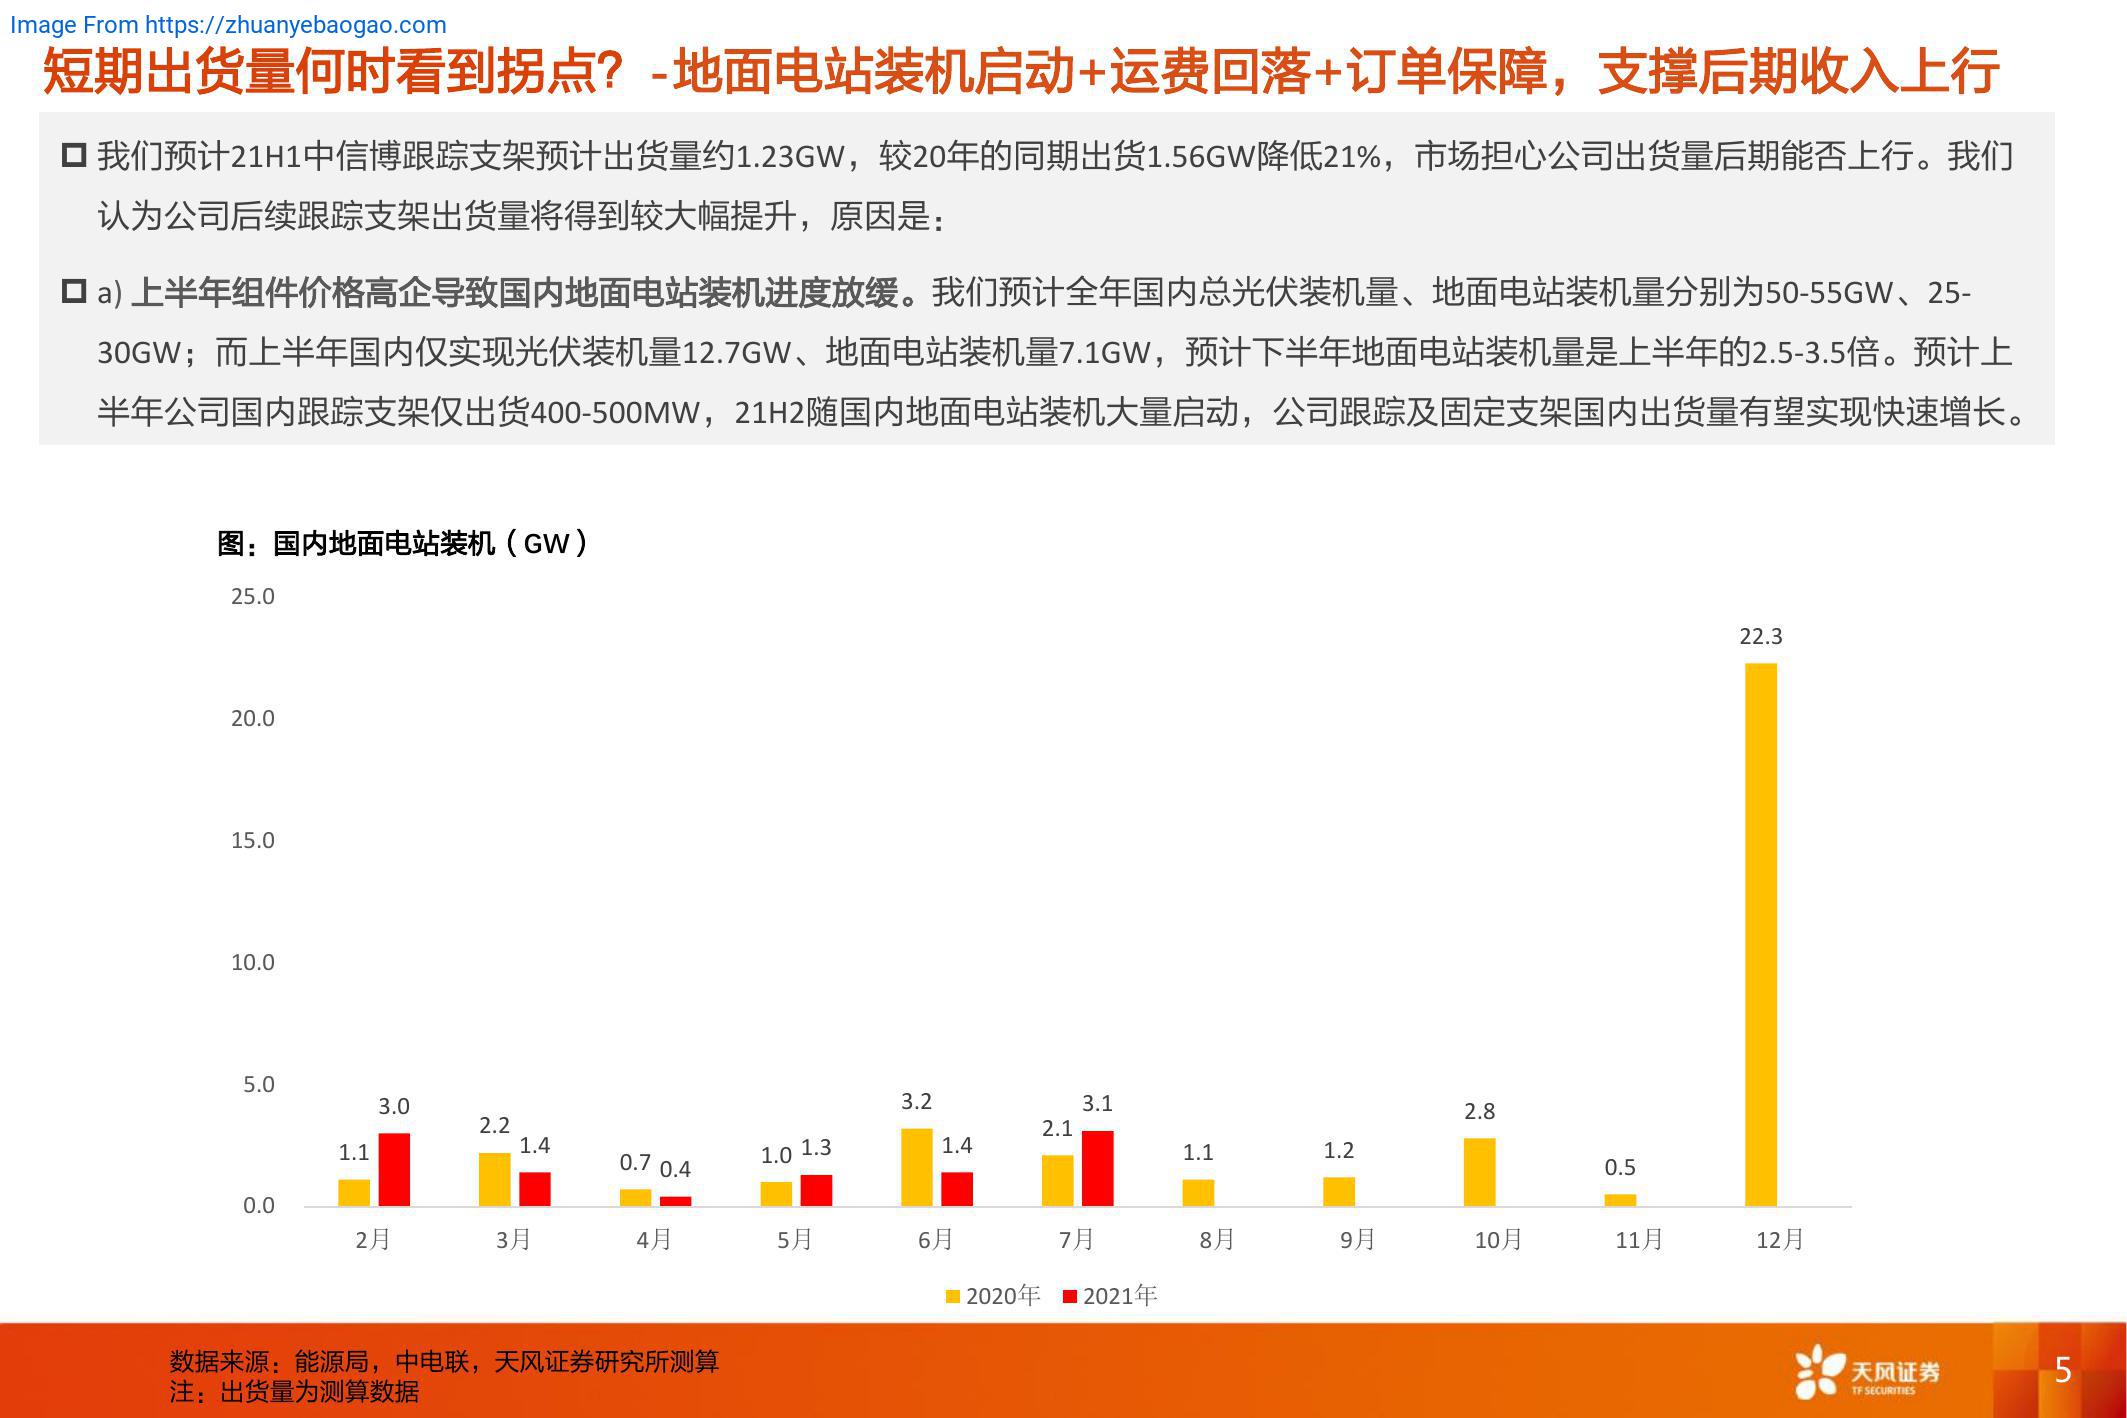 Image From https://zhuanyebaogao.com
短期出货量何时看到拐点？-地面电站装机启动+运费回落+订单保障，支撑后期收入上行
我们预计21H1中信博跟踪支架预计出货量约1.23GW，较20年的同期出货1.56GW降低21%，市场担心公司出货量后期能否上行。我们
认为公司后续跟踪支架出货量将得到较大幅提升，原因是：
a) 上半年组件价格高企导致国内地面电站装机进度放缓。我们预计全年国内总光伏装机量、地面电站装机量分别为50-55GW、25-
30GW；而上半年国内仅实现光伏装机量12.7GW、地面电站装机量7.1GW，预计下半年地面电站装机量是上半年的2.5-3.5倍。预计上
半年公司国内跟踪支架仅出货400-500MW，21H2随国内地面电站装机大量启动，公司跟踪及固定支架国内出货量有望实现快速增长。
图：国内地面电站装机（GW）
25.0
20.0
15.0
10.0
5.0
0.0
1.1 3.0
2.2 1.4
0.7 0.4
1.0 1.3
3.2 1.4
2.1 3.1
1.1
1.2
2.8
0.5
22.3
2月 3月 4月 5月 6月 7月 8月 9月 10月 11月 12月
2020年 2021年
数据来源：能源局，中电联，天风证券研究所测算
注：出货量为测算数据
天风证券
TF SECURITIES
5